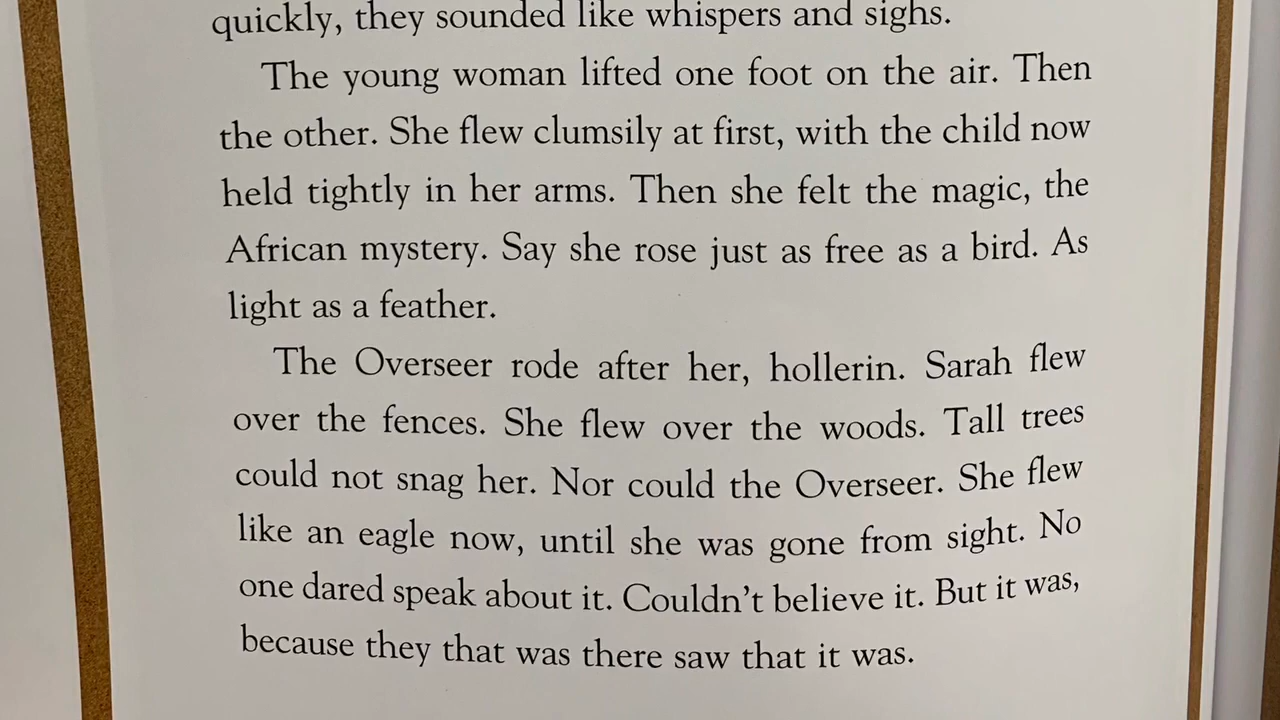 quickly, they sounded like whispers and sighs.
The young woman lifted one foot on the air. Then
the other. She flew clumsily at first, with the child now
held tightly in her arms. Then she felt the magic, the
African mystery. Say she rose just as free as a bird. As
light as a feather.
The Overseer rode after her, hollerin. Sarah flew
over the fences. She flew over the woods. Tall trees
could not snag her. Nor could the Overseer. She flew
like an eagle now, until she was gone from sight. No
one dared speak about it. Couldn’t believe it. But it was,
because they that was there saw that it was.